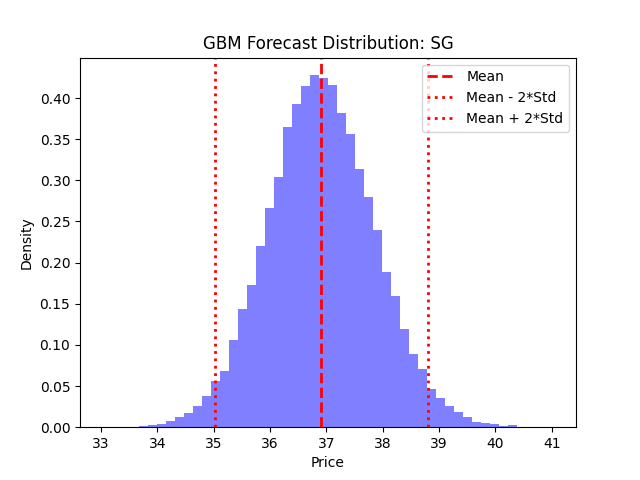 GBM Forecast Distribution: SG
Mean
Mean - 2*Std
Mean + 2*Std
0.40
0.35
0.30
0.25
0.20
0.15
0.10
0.05
0.00
Density
33 34 35 36 37 38 39 40 41
Price